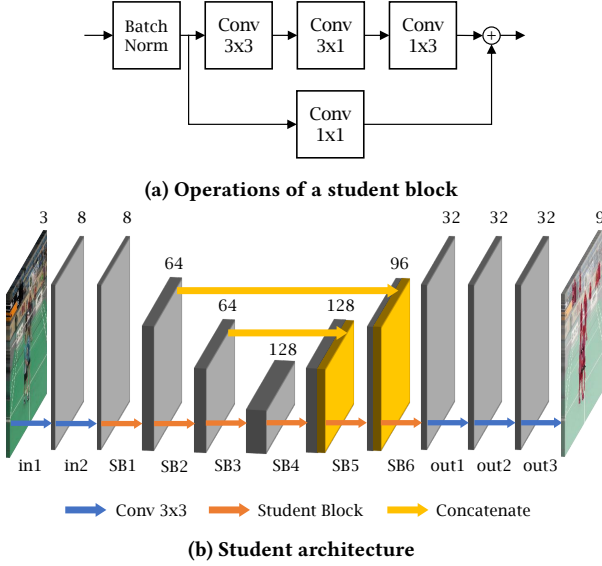 Batch
Norm
Conv
3x3
Conv
3x1
Conv
1x3
+
Conv
1x1
(a) Operations of a student block
3
8
8
64
64
128
128
96
32
32
32
9
in1
in2
SB1
SB2
SB3
SB4
SB5
SB6
out1
out2
out3
Conv 3x3
Student Block
Concatenate
(b) Student architecture